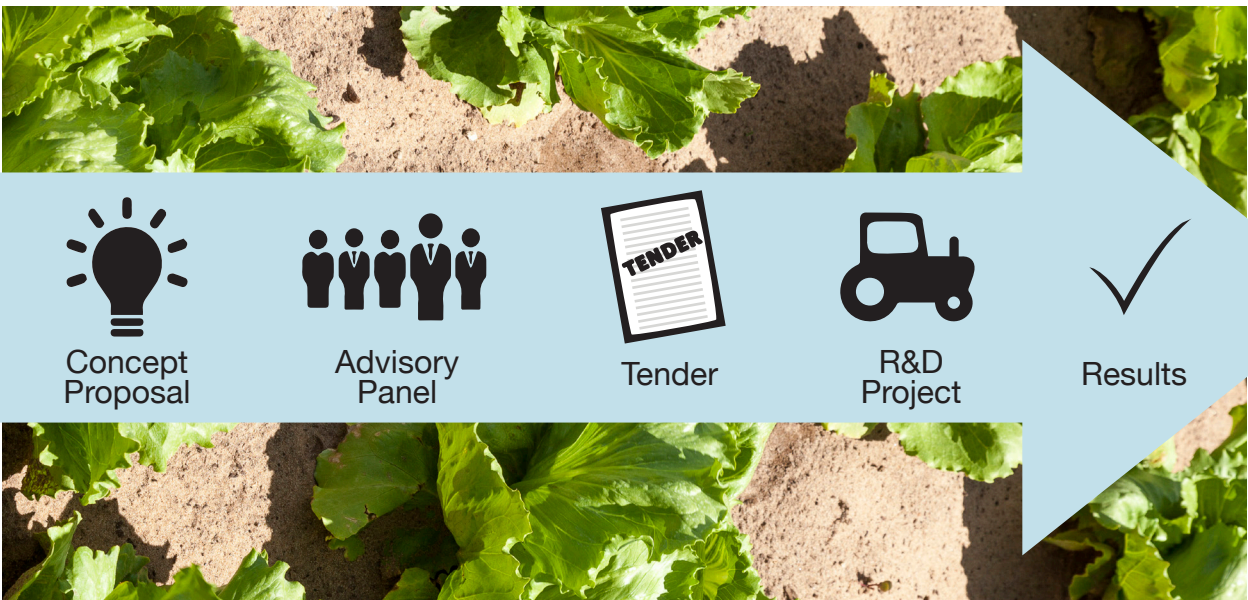 TENDER
Concept
Proposal
Advisory
Panel
Tender
R&D
Project
Results